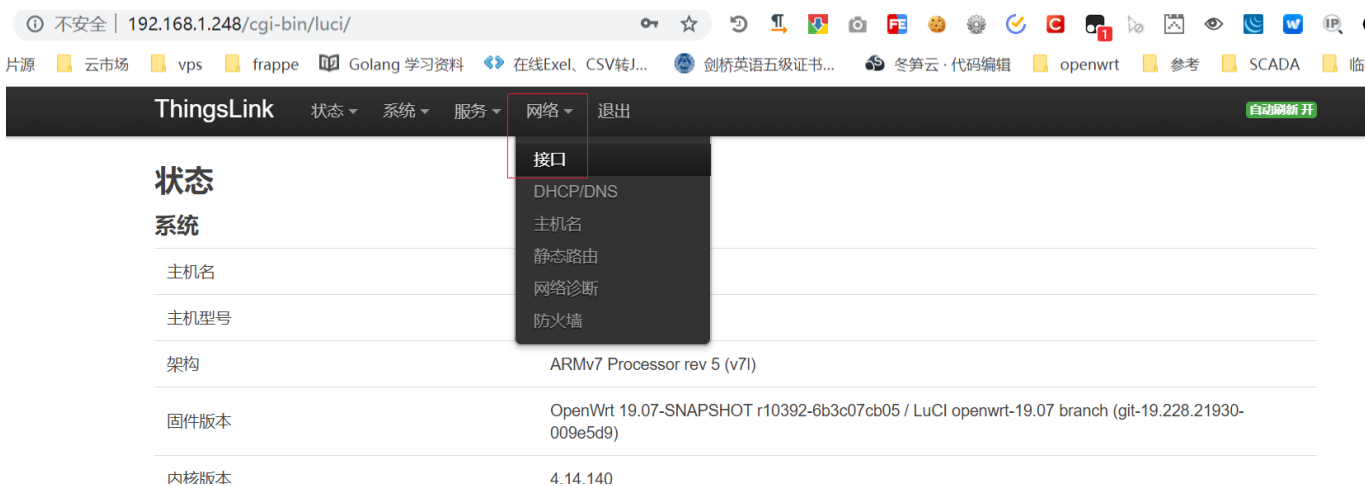 不安全 | 192.168.1.248/cgi-bin/luci/
片源 云市场 vps frappe Golang 学习资料 在线Exel、CSV转J... 剑桥英语五级证书... 冬笋云 · 代码编辑 openwrt 参考 SCADA 临
ThingsLink 状态 系统 服务 网络 退出 自动刷新 开
接口
DHCP/DNS
主机名
静态路由
网络诊断
防火墙
状态
系统
主机名
主机型号
架构 ARMv7 Processor rev 5 (v7l)
固件版本 OpenWrt 19.07-SNAPSHOT r10392-6b3c07cb05 / LuCI openwrt-19.07 branch (git-19.228.21930-
009e5d9)
内核版本 4.14.140